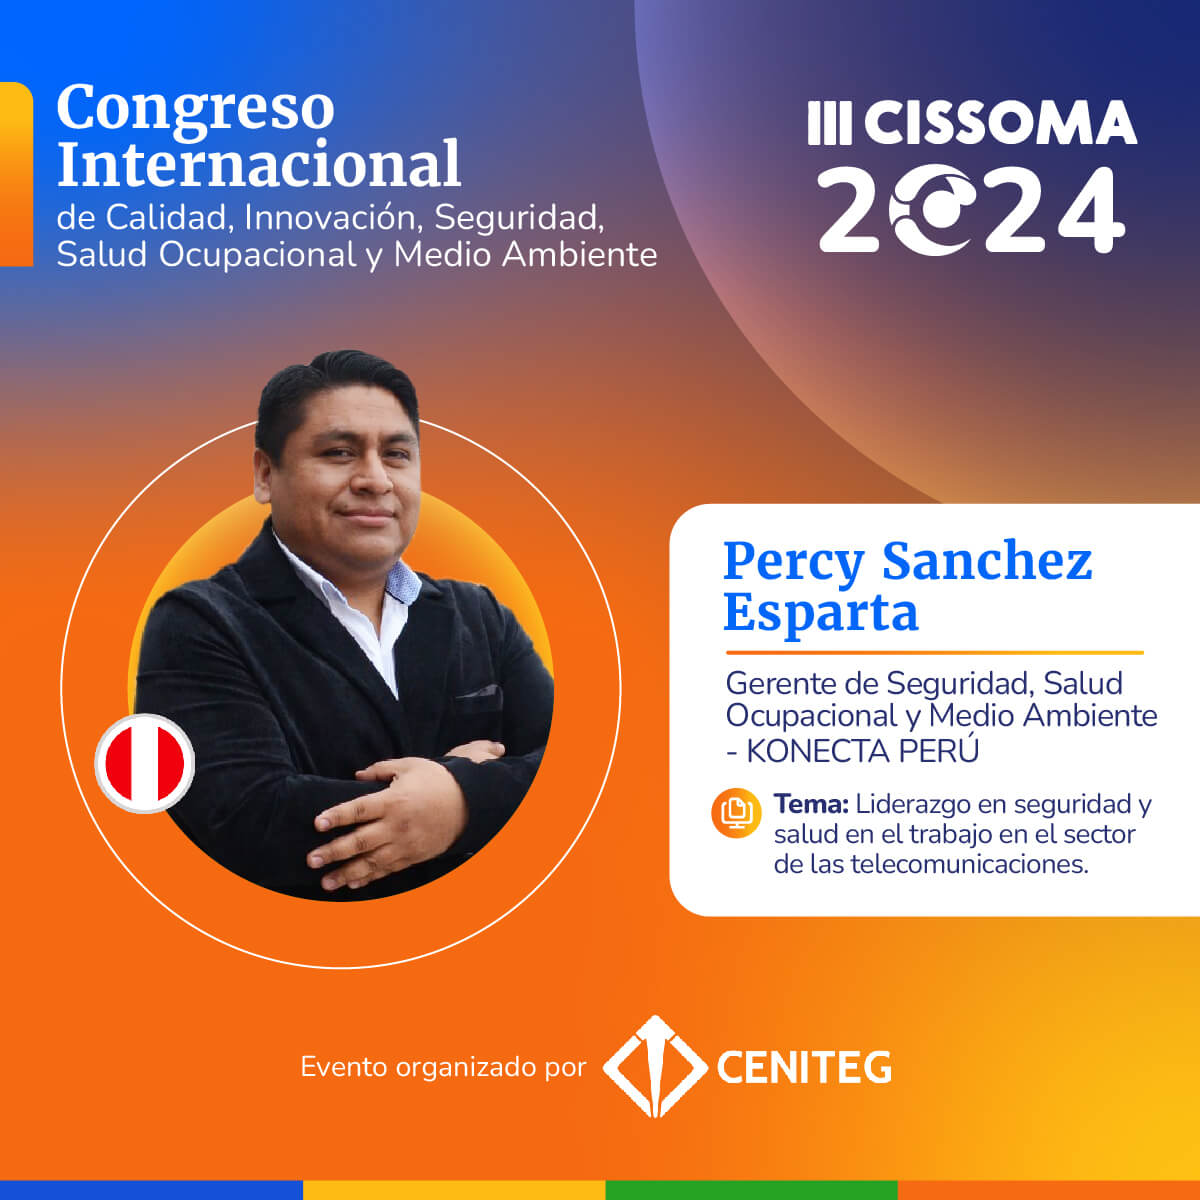 Congreso
Internacional
de Calidad, Innovación, Seguridad,
Salud Ocupacional y Medio Ambiente
III CISSOMA
2024
Percy Sanchez
Esparta
Gerente de Seguridad, Salud
Ocupacional y Medio Ambiente
- KONECTA PERÚ
Tema: Liderazgo en seguridad y
salud en el trabajo en el sector
de las telecomunicaciones.
Evento organizado por
CENITEG